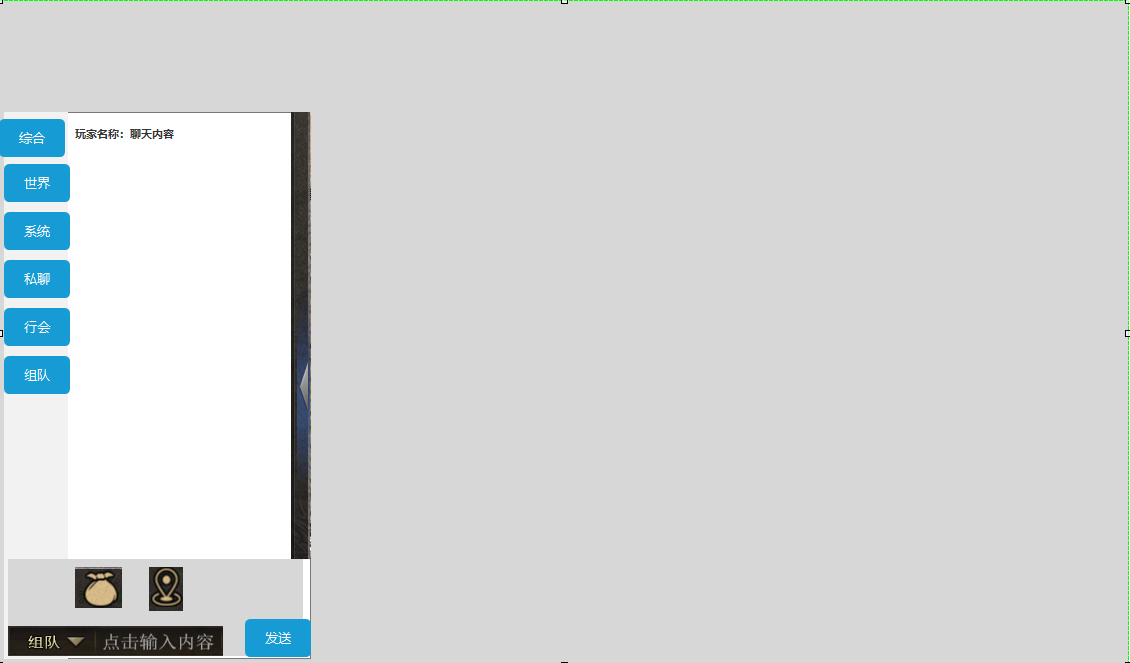 综合
玩家名称：聊天内容
世界
系统
私聊
行会
组队
组队 点击输入内容
发送